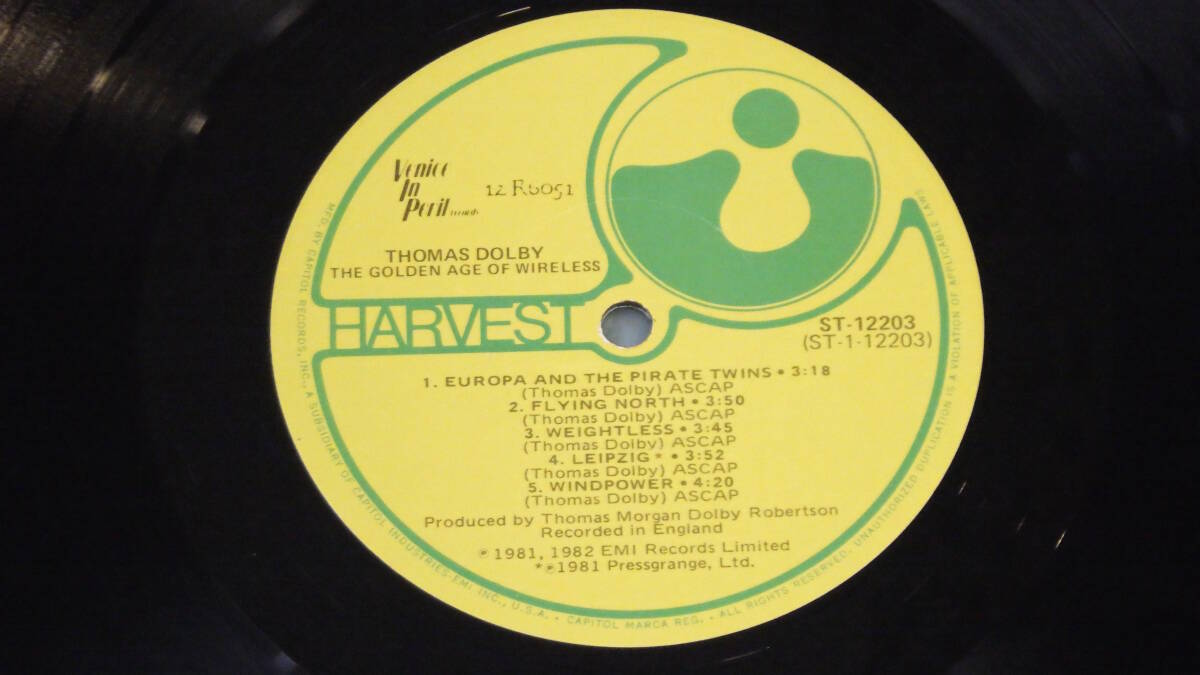 Venice
In
Peril records
12 R6051
THOMAS DOLBY
THE GOLDEN AGE OF WIRELESS
HARVEST
ST-12203
(ST-1-12203)
1. EUROPA AND THE PIRATE TWINS • 3:18
(Thomas Dolby) ASCAP
2. FLYING NORTH • 3:50
(Thomas Dolby) ASCAP
3. WEIGHTLESS • 3:45
(Thomas Dolby) ASCAP
4. LEIPZIG* • 3:52
(Thomas Dolby) ASCAP
5. WINDPOWER • 4:20
(Thomas Dolby) ASCAP
Produced by Thomas Morgan Dolby Robertson
Recorded in England
℗ 1981, 1982 EMI Records Limited
*℗1981 Pressgrange, Ltd.
MFD. BY CAPITOL RECORDS, INC., A SUBSIDIARY OF CAPITOL INDUSTRIES-EMI INC., U.S.A. • CAPITOL MARCA REG. • ALL RIGHTS RESERVED. UNAUTHORIZED DUPLICATION IS A VIOLATION OF APPLICABLE LAWS